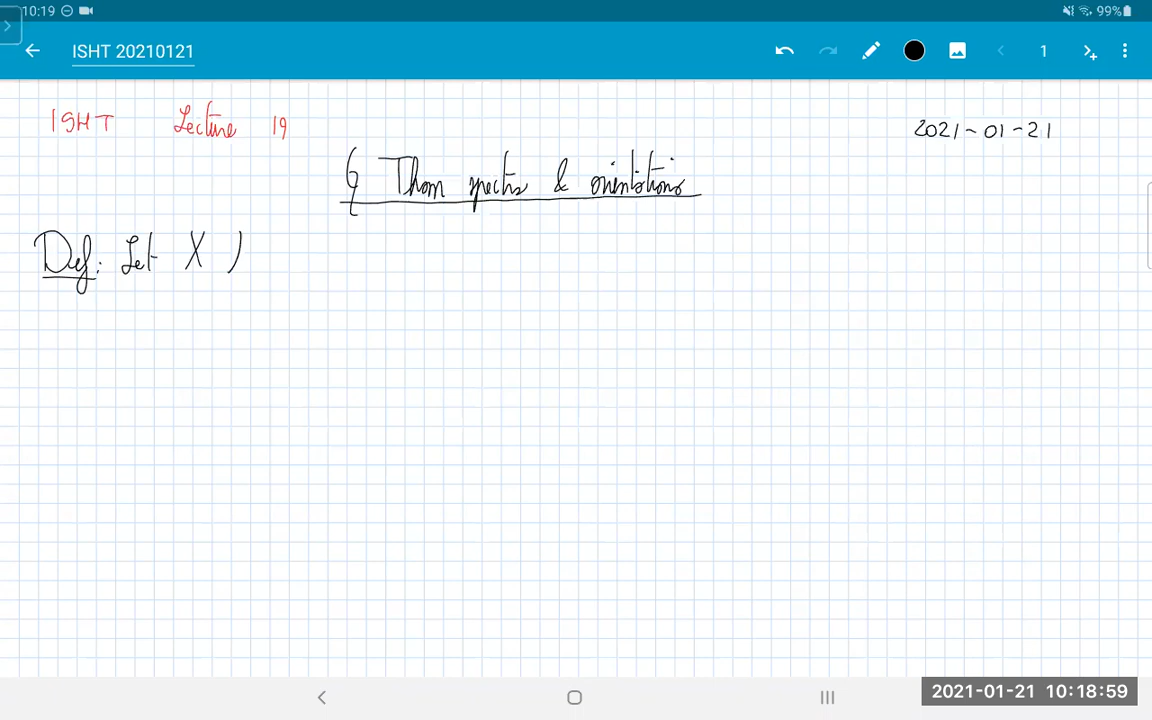 10:19 99%
ISHT 20210121
1
ISHT Lecture 19
2021-01-21
§ Thom spectra & orientations
Def: Let X )
2021-01-21 10:18:59